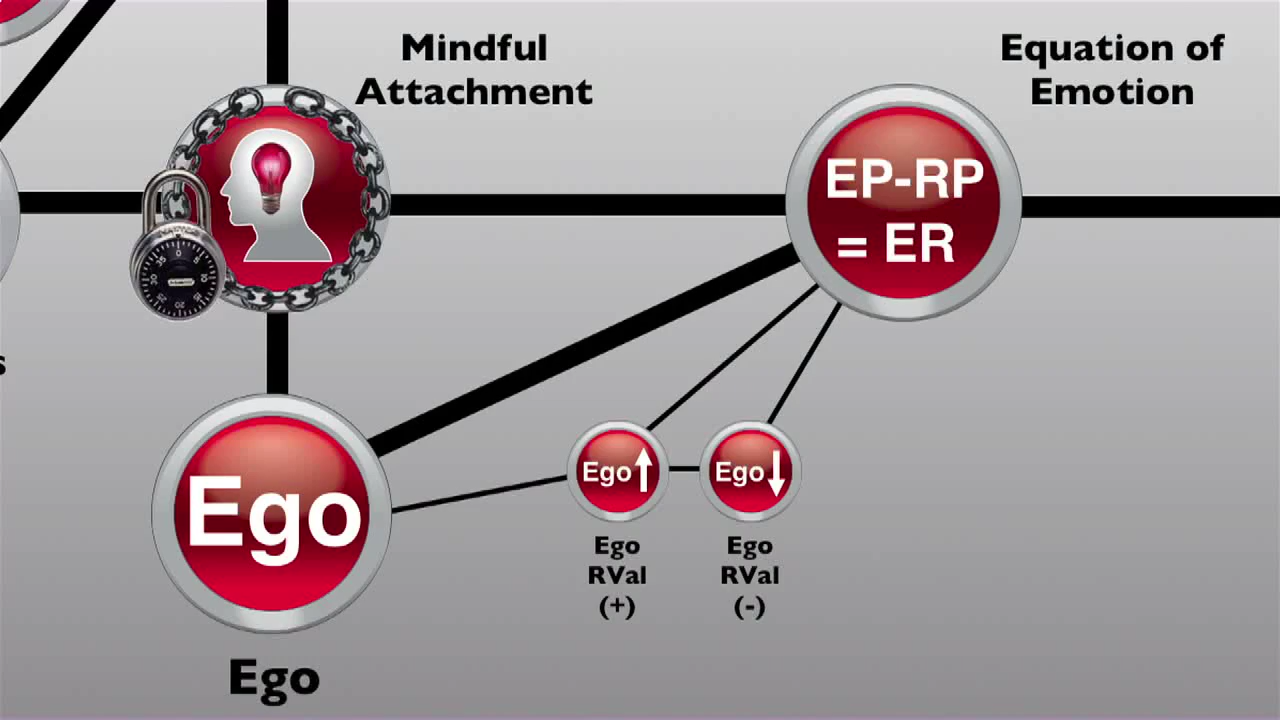 Mindful
Attachment
Equation of
Emotion
EP-RP
= ER
Ego
Ego
Ego
Ego
RVal
(+)
Ego
RVal
(-)
Ego